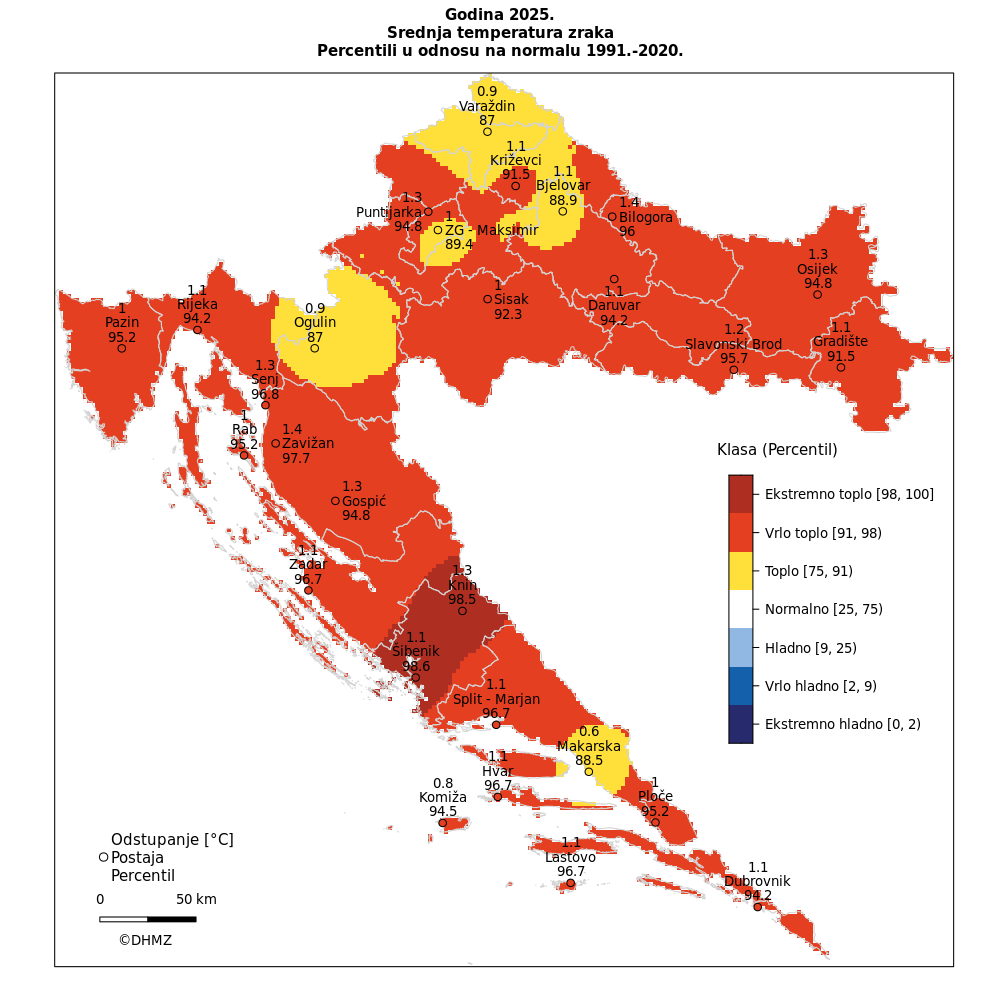 Godina 2025.
Srednja temperatura zraka
Percentili u odnosu na normalu 1991.-2020.
0.9
Varaždin
87
1.1
Križevci
91.5
1.1
Bjelovar
88.9
1.3
Puntijarka
94.8
1
ZG - Maksimir
89.4
1.4
Bilogora
96
1.3
Osijek
94.8
1
Sisak
92.3
1.1
Daruvar
94.2
1.2
Slavonski Brod
95.7
1.1
Gradište
91.5
1
Pazin
95.2
1.1
Rijeka
94.2
0.9
Ogulin
87
1.3
Senj
96.8
1
Rab
95.2
1.4
Zavižan
97.7
1.3
Gospić
94.8
1.1
Zadar
96.7
1.3
Knin
98.5
1.1
Šibenik
98.6
1.1
Split - Marjan
96.7
0.6
Makarska
88.5
1.1
Hvar
96.7
0.8
Komiža
94.5
1
Ploče
95.2
1.1
Lastovo
96.7
1.1
Dubrovnik
94.2
Klasa (Percentil)
Ekstremno toplo [98, 100]
Vrlo toplo [91, 98)
Toplo [75, 91)
Normalno [25, 75)
Hladno [9, 25)
Vrlo hladno [2, 9)
Ekstremno hladno [0, 2)
Odstupanje [°C]
Postaja
Percentil
0 50 km
©DHMZ